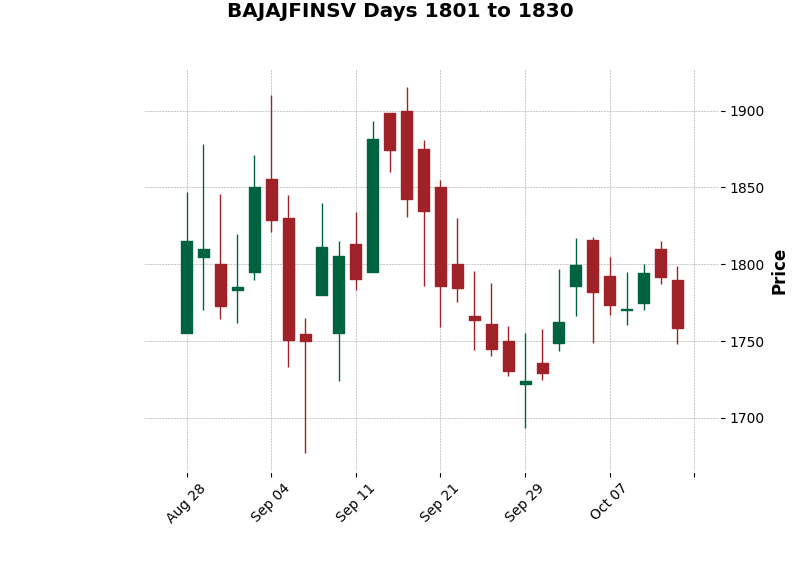 BAJAJFINSV Days 1801 to 1830
1900
1850
1800
1750
1700
Price
Aug 28
Sep 04
Sep 11
Sep 21
Sep 29
Oct 07